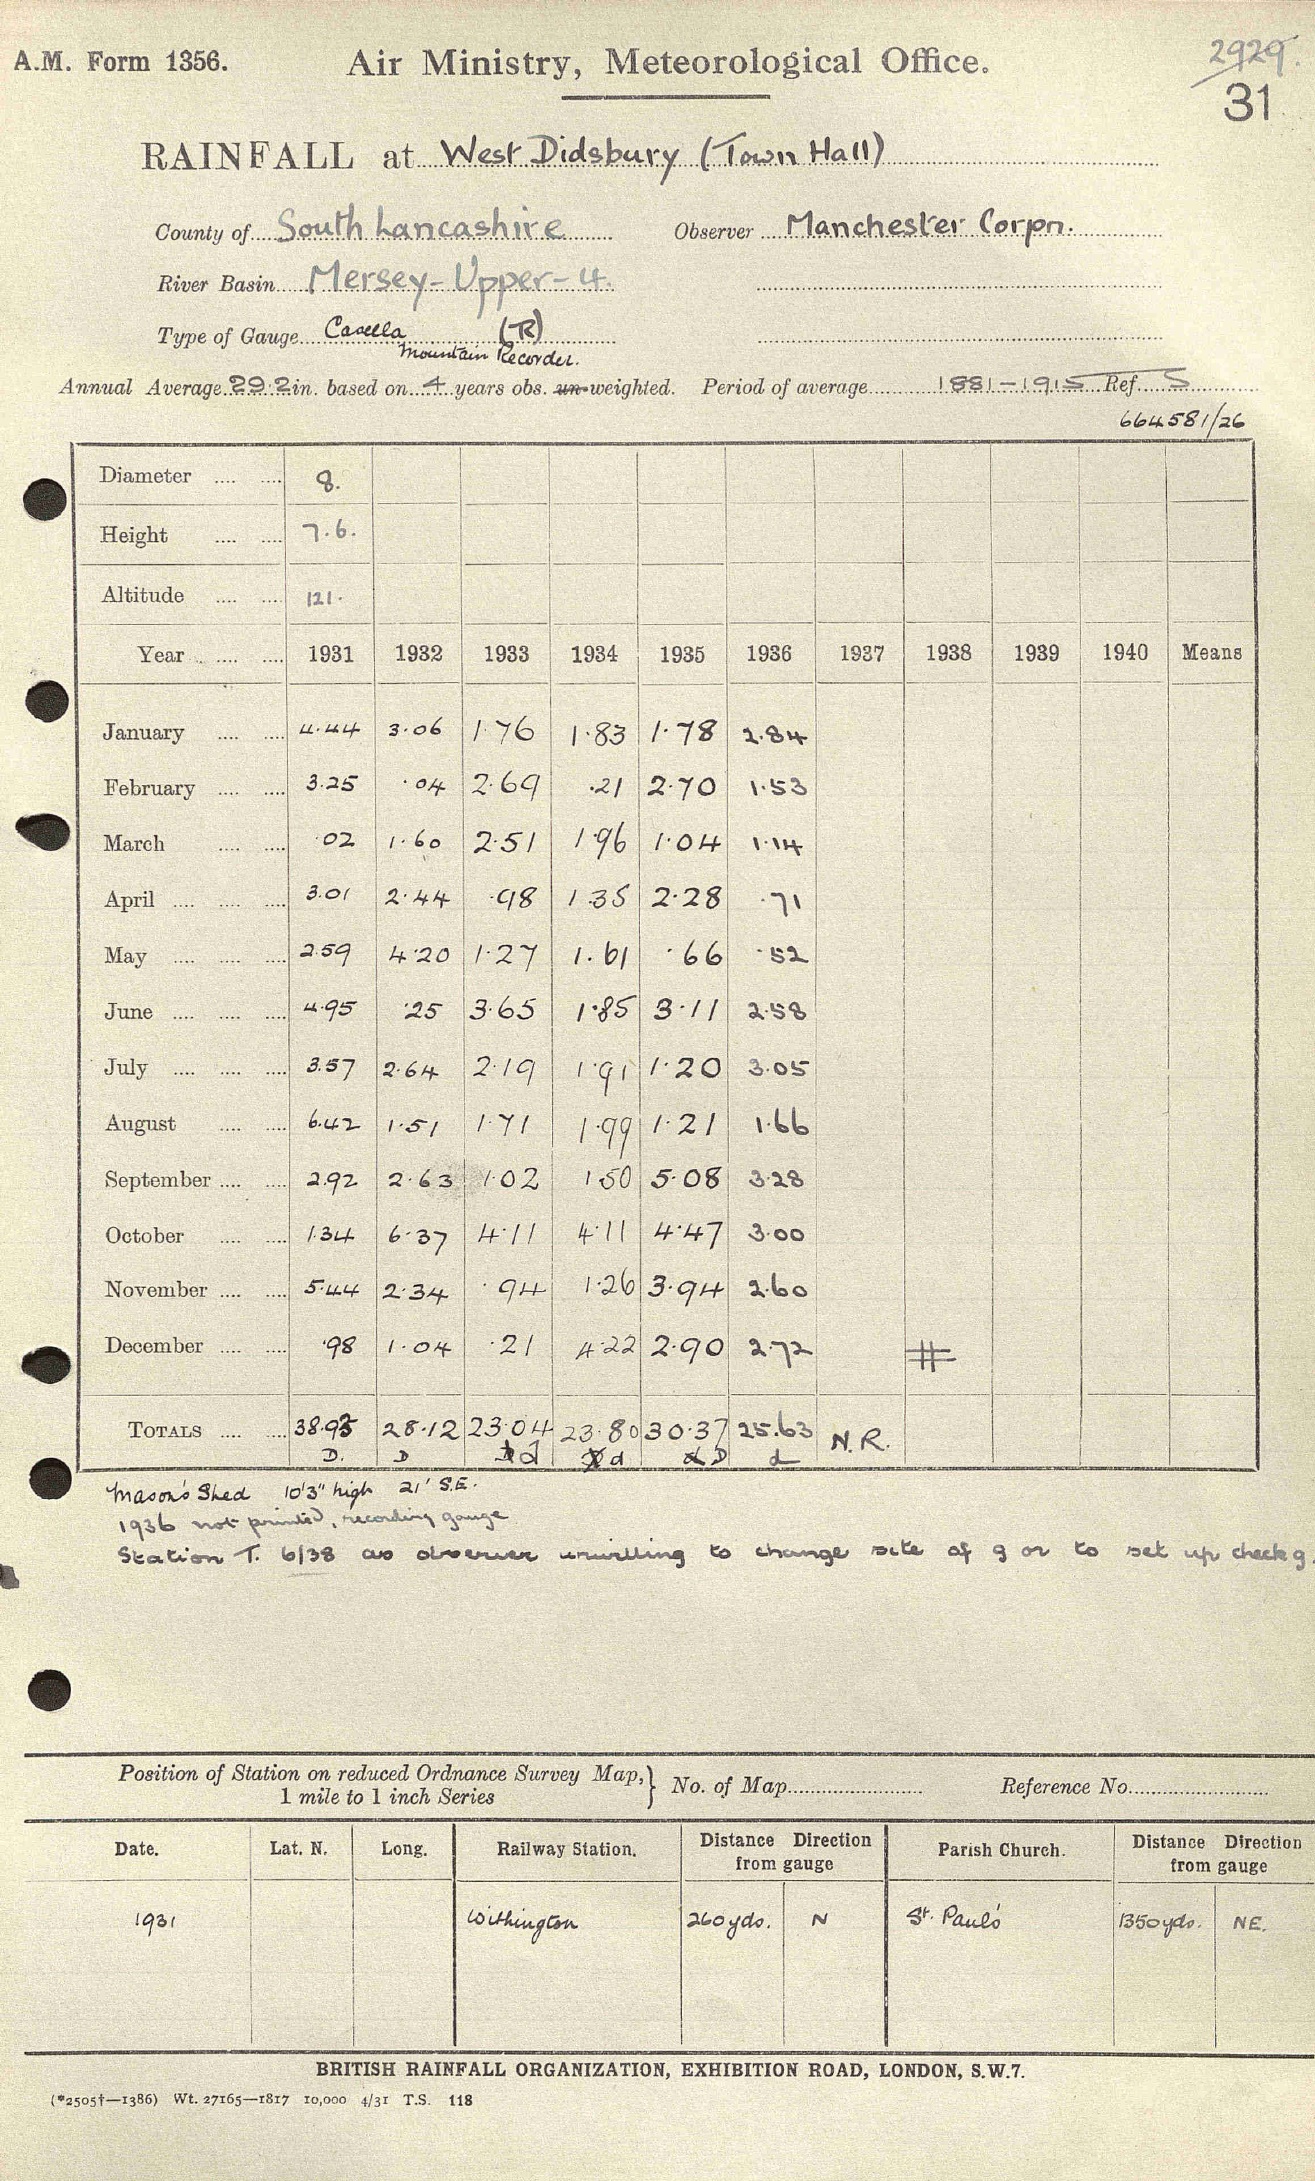 A.M. Form 1356.
Air Ministry, Meteorological Office.
2929.
31
RAINFALL at West Didsbury (Town Hall)
County of South Lancashire Observer Manchester Corpn.
River Basin Mersey-Upper-4.
Type of Gauge Casella (R)
Mountain Recorder.
Annual Average 29.2 in. based on 4 years obs. un-weighted. Period of average 1881-1915 Ref. S
664581/26
Diameter 8.
Height 7.6.
Altitude 121.
Year 1931 1932 1933 1934 1935 1936 1937 1938 1939 1940 Means
January 4.44 3.06 1.76 1.83 1.78 2.84
February 3.25 .04 2.69 .21 2.70 1.53
March .02 1.60 2.51 1.96 1.04 1.14
April 3.01 2.44 .98 1.35 2.28 .71
May 2.59 4.20 1.27 1.61 .66 .52
June 4.95 .25 3.65 1.85 3.11 2.58
July 3.57 2.64 2.19 1.91 1.20 3.05
August 6.42 1.51 1.71 1.99 1.21 1.66
September 2.92 2.63 1.02 1.50 5.08 3.28
October 1.34 6.37 4.11 4.11 4.47 3.00
November 5.44 2.34 .94 1.26 3.94 2.60
December .98 1.04 .21 4.22 2.90 2.72 #
TOTALS 38.93 28.12 23.04 23.80 30.37 25.63 N.R.
D. D d d D d
Mason's Shed 10'3" high 21' S.E.
1936 not printed, recording gauge
Station T. 6/38 as observer unwilling to change site of g or to set up check g.
Position of Station on reduced Ordnance Survey Map,
1 mile to 1 inch Series } No. of Map Reference No.
Date. Lat. N. Long. Railway Station. Distance Direction from gauge Parish Church. Distance Direction from gauge
1931 Withington 260 yds. N St. Paul's 1350 yds. NE.
BRITISH RAINFALL ORGANIZATION, EXHIBITION ROAD, LONDON, S.W.7.
(*2505†—1386) Wt. 27165—1817 10,000 4/31 T.S. 118